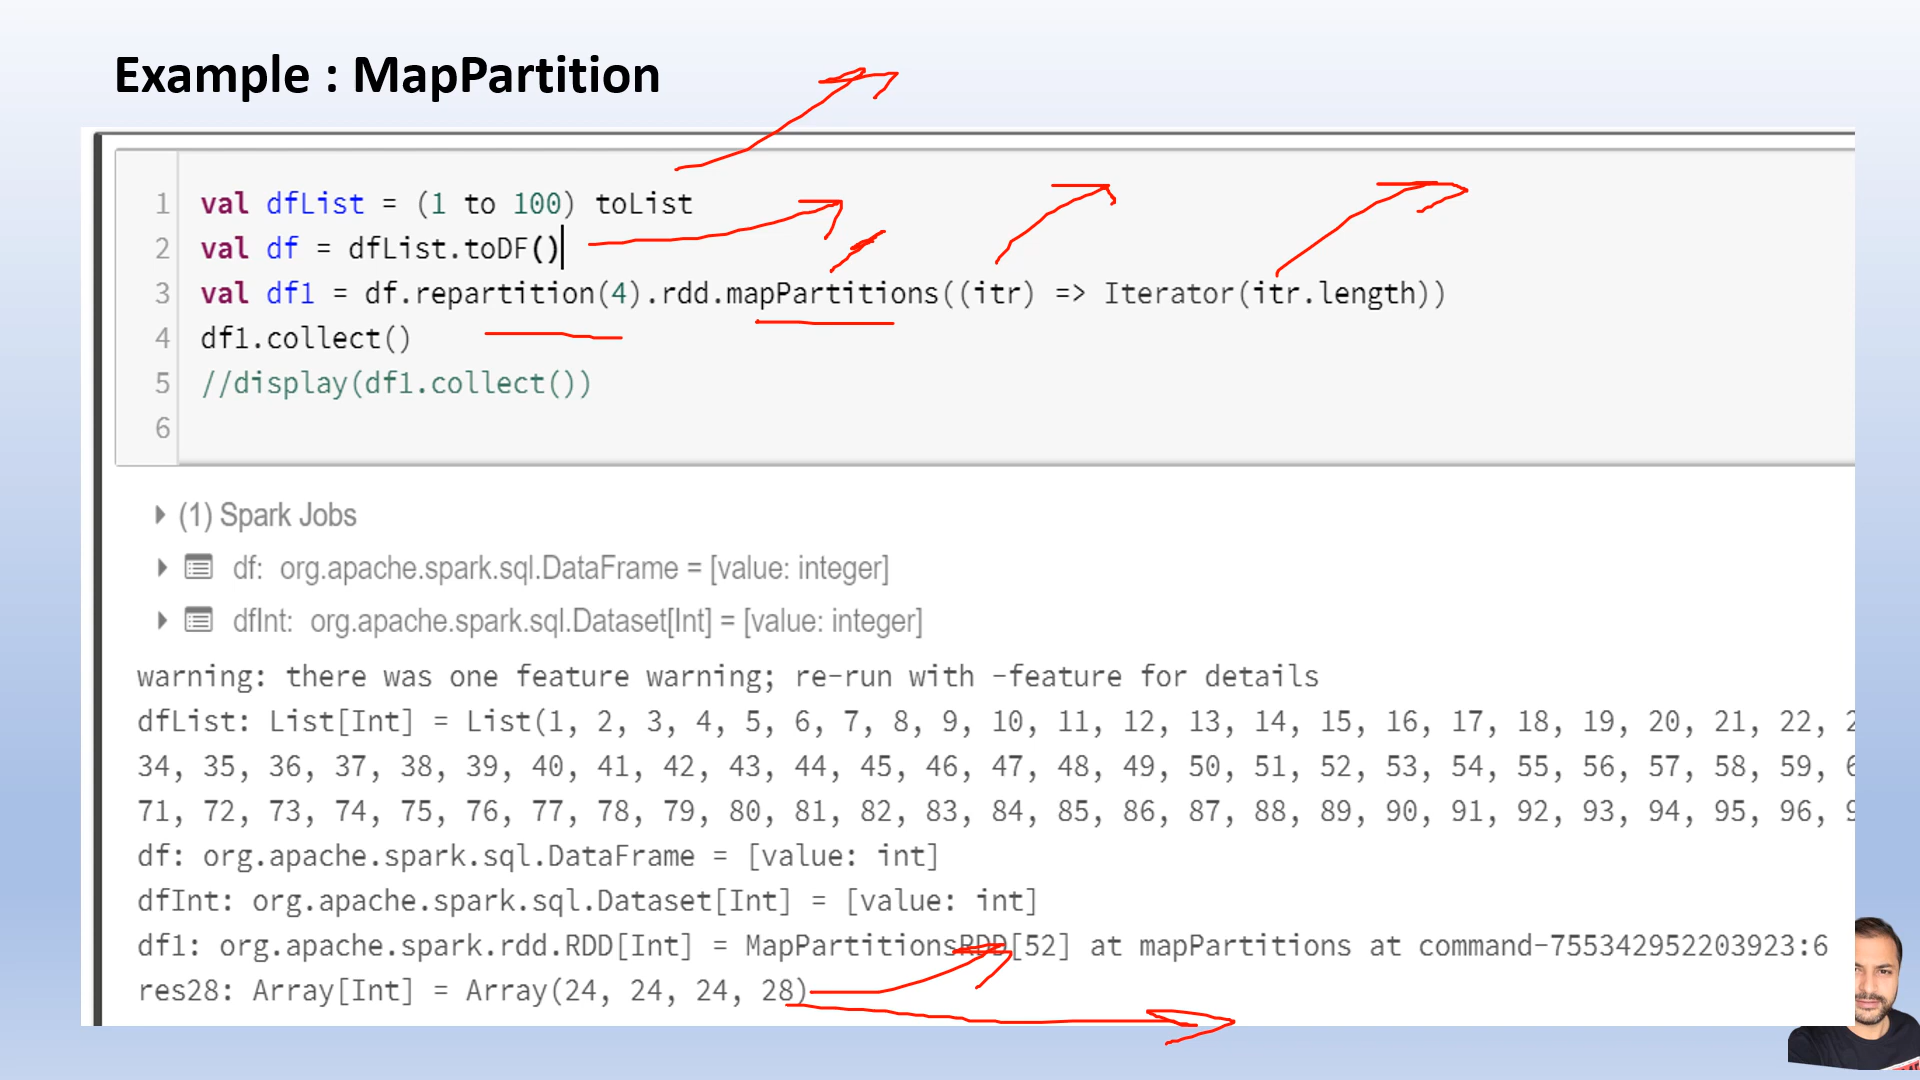 Example : MapPartition
1 val dfList = (1 to 100) toList
2 val df = dfList.toDF()
3 val df1 = df.repartition(4).rdd.mapPartitions((itr) => Iterator(itr.length))
4 df1.collect()
5 //display(df1.collect())
6
(1) Spark Jobs
df: org.apache.spark.sql.DataFrame = [value: integer]
dfInt: org.apache.spark.sql.Dataset[Int] = [value: integer]
warning: there was one feature warning; re-run with -feature for details
dfList: List[Int] = List(1, 2, 3, 4, 5, 6, 7, 8, 9, 10, 11, 12, 13, 14, 15, 16, 17, 18, 19, 20, 21, 22,
34, 35, 36, 37, 38, 39, 40, 41, 42, 43, 44, 45, 46, 47, 48, 49, 50, 51, 52, 53, 54, 55, 56, 57, 58, 59,
71, 72, 73, 74, 75, 76, 77, 78, 79, 80, 81, 82, 83, 84, 85, 86, 87, 88, 89, 90, 91, 92, 93, 94, 95, 96,
df: org.apache.spark.sql.DataFrame = [value: int]
dfInt: org.apache.spark.sql.Dataset[Int] = [value: int]
df1: org.apache.spark.rdd.RDD[Int] = MapPartitionsRDD[52] at mapPartitions at command-755342952203923:6
res28: Array[Int] = Array(24, 24, 24, 28)